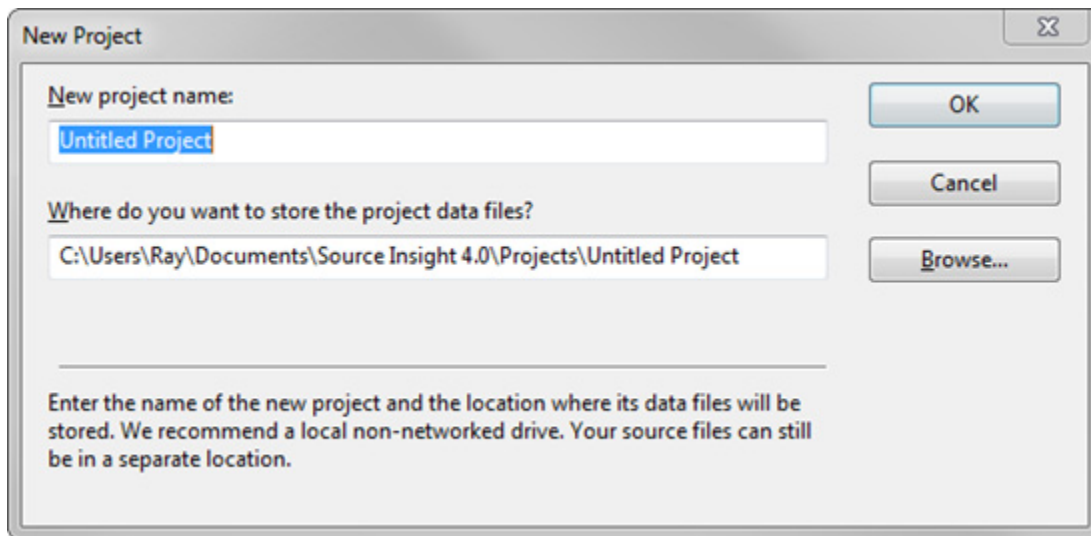 New Project
New project name:
OK
Untitled Project
Cancel
Where do you want to store the project data files?
C:\Users\Ray\Documents\Source Insight 4.0\Projects\Untitled Project
Browse...
Enter the name of the new project and the location where its data files will be
stored. We recommend a local non-networked drive. Your source files can still
be in a separate location.